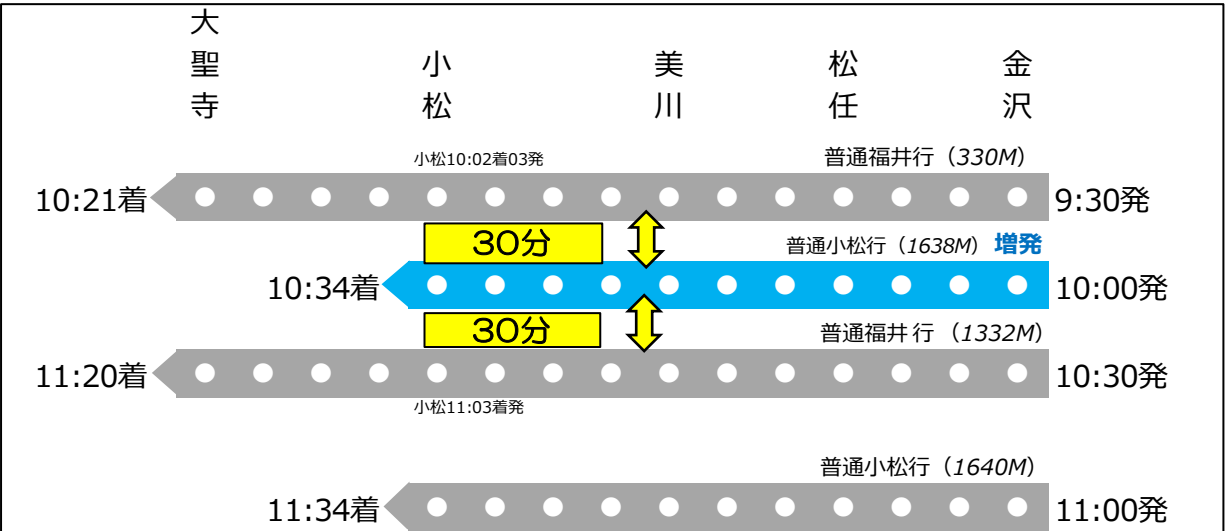 大聖寺
小松
美川
松任
金沢
小松10:02着03発
普通福井行（330M）
10:21着
9:30発
30分
普通小松行（1638M） 増発
10:34着
10:00発
30分
普通福井行 （1332M）
11:20着
10:30発
小松11:03着発
普通小松行（1640M）
11:34着
11:00発